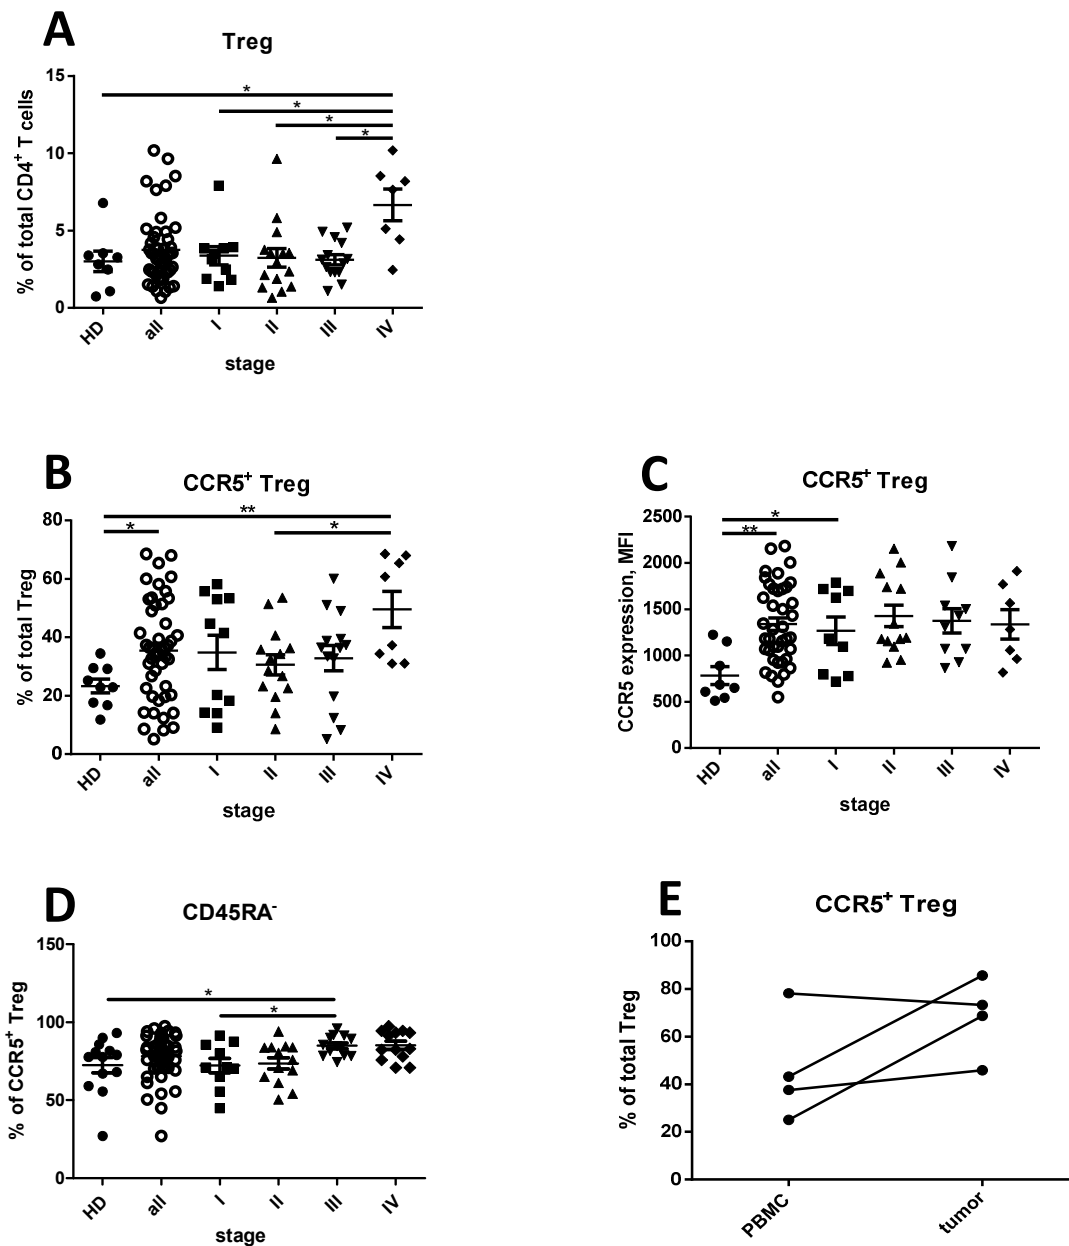 A
Treg
% of total CD4+ T cells
15
10
5
0
*
*
*
*
HD
all
I
II
III
IV
stage
B
CCR5+ Treg
% of total Treg
80
60
40
20
0
**
*
*
HD
all
I
II
III
IV
stage
C
CCR5+ Treg
CCR5 expression, MFI
2500
2000
1500
1000
500
0
*
**
HD
all
I
II
III
IV
stage
D
CD45RA-
% of CCR5+ Treg
150
100
50
0
*
*
HD
all
I
II
III
IV
stage
E
CCR5+ Treg
% of total Treg
100
80
60
40
20
0
PBMC
tumor